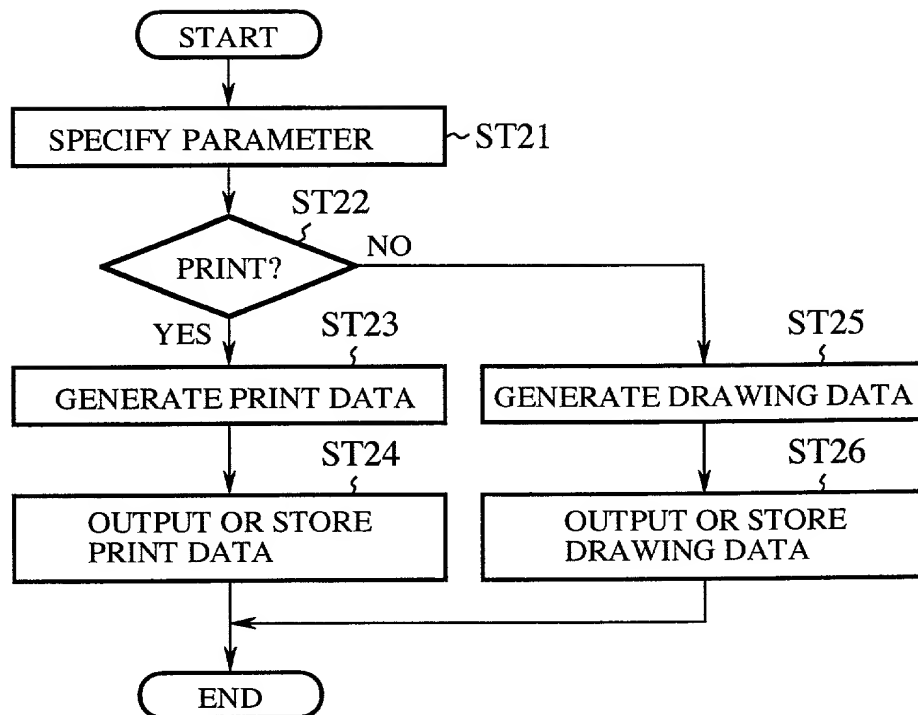 START
SPECIFY PARAMETER
ST21
ST22
PRINT?
NO
YES
ST23
GENERATE PRINT DATA
ST24
OUTPUT OR STORE
PRINT DATA
ST25
GENERATE DRAWING DATA
ST26
OUTPUT OR STORE
DRAWING DATA
END